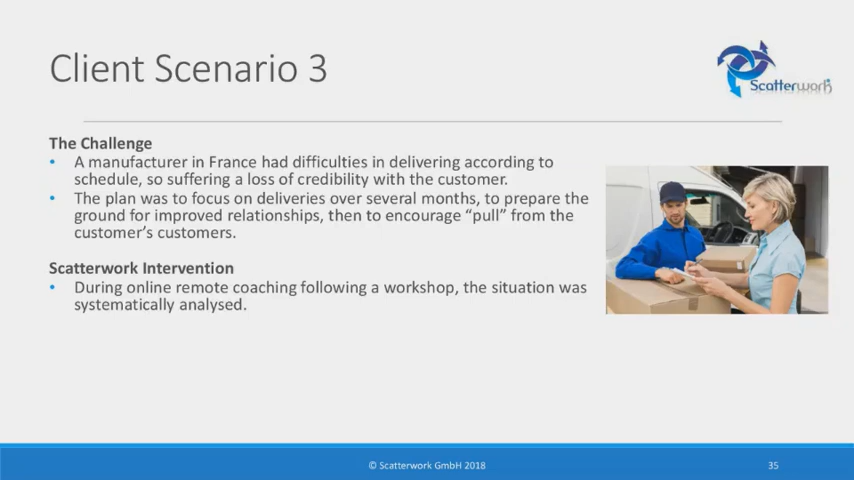 Client Scenario 3
Scatterwork
The Challenge
• A manufacturer in France had difficulties in delivering according to
schedule, so suffering a loss of credibility with the customer.
• The plan was to focus on deliveries over several months, to prepare the
ground for improved relationships, then to encourage “pull” from the
customer’s customers.
Scatterwork Intervention
• During online remote coaching following a workshop, the situation was
systematically analysed.
© Scatterwork GmbH 2018
35